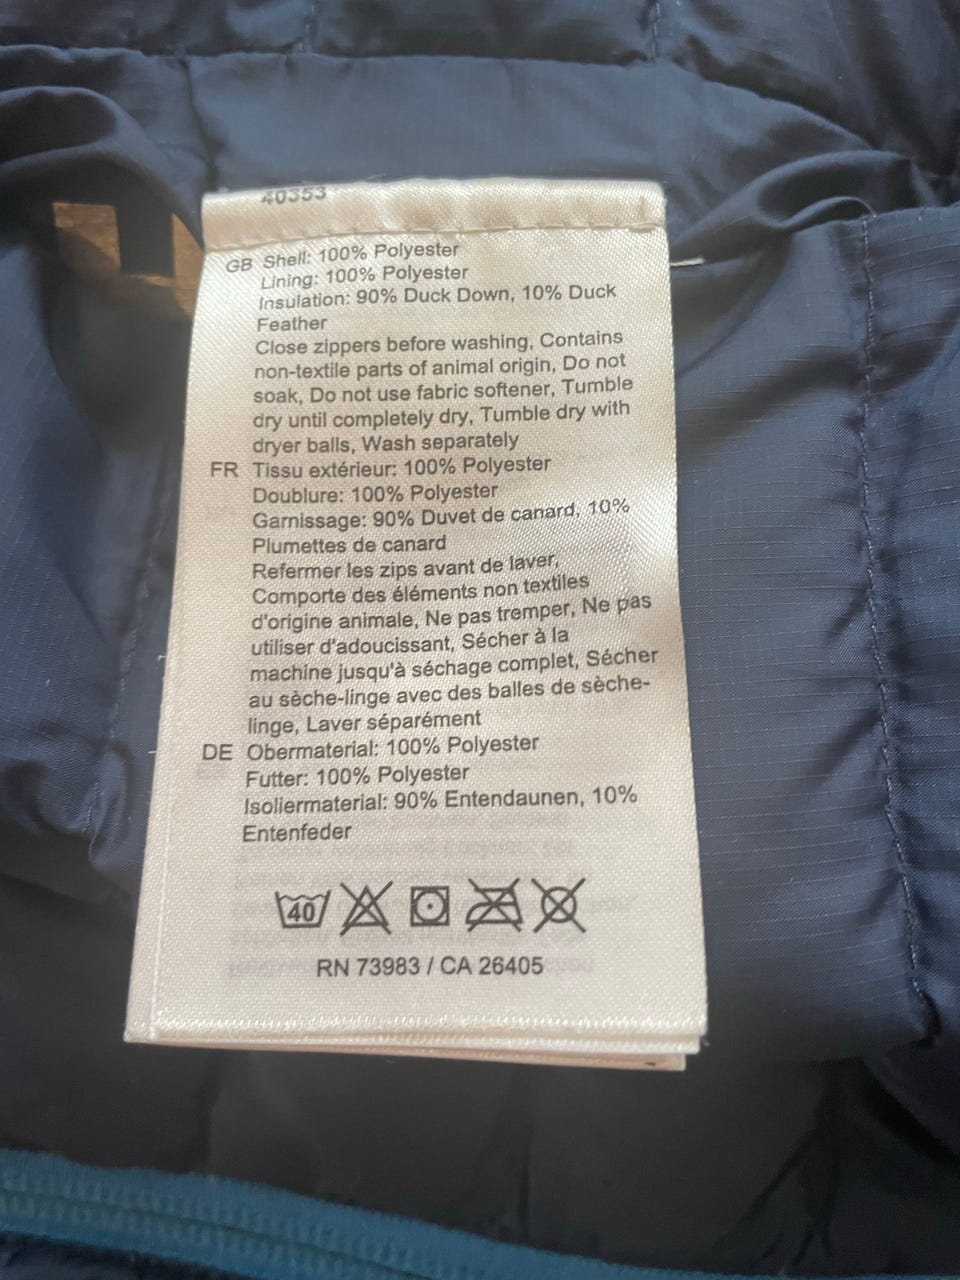 40353
GB Shell: 100% Polyester
Lining: 100% Polyester
Insulation: 90% Duck Down, 10% Duck
Feather
Close zippers before washing, Contains
non-textile parts of animal origin, Do not
soak, Do not use fabric softener, Tumble
dry until completely dry, Tumble dry with
dryer balls, Wash separately
FR Tissu extérieur: 100% Polyester
Doublure: 100% Polyester
Garnissage: 90% Duvet de canard, 10%
Plumettes de canard
Refermer les zips avant de laver,
Comporte des éléments non textiles
d'origine animale, Ne pas tremper, Ne pas
utiliser d'adoucissant, Sécher à la
machine jusqu'à séchage complet, Sécher
au sèche-linge avec des balles de sèche-
linge, Laver séparément
DE Obermaterial: 100% Polyester
Futter: 100% Polyester
Isoliermaterial: 90% Entendaunen, 10%
Entenfeder
40
RN 73983 / CA 26405